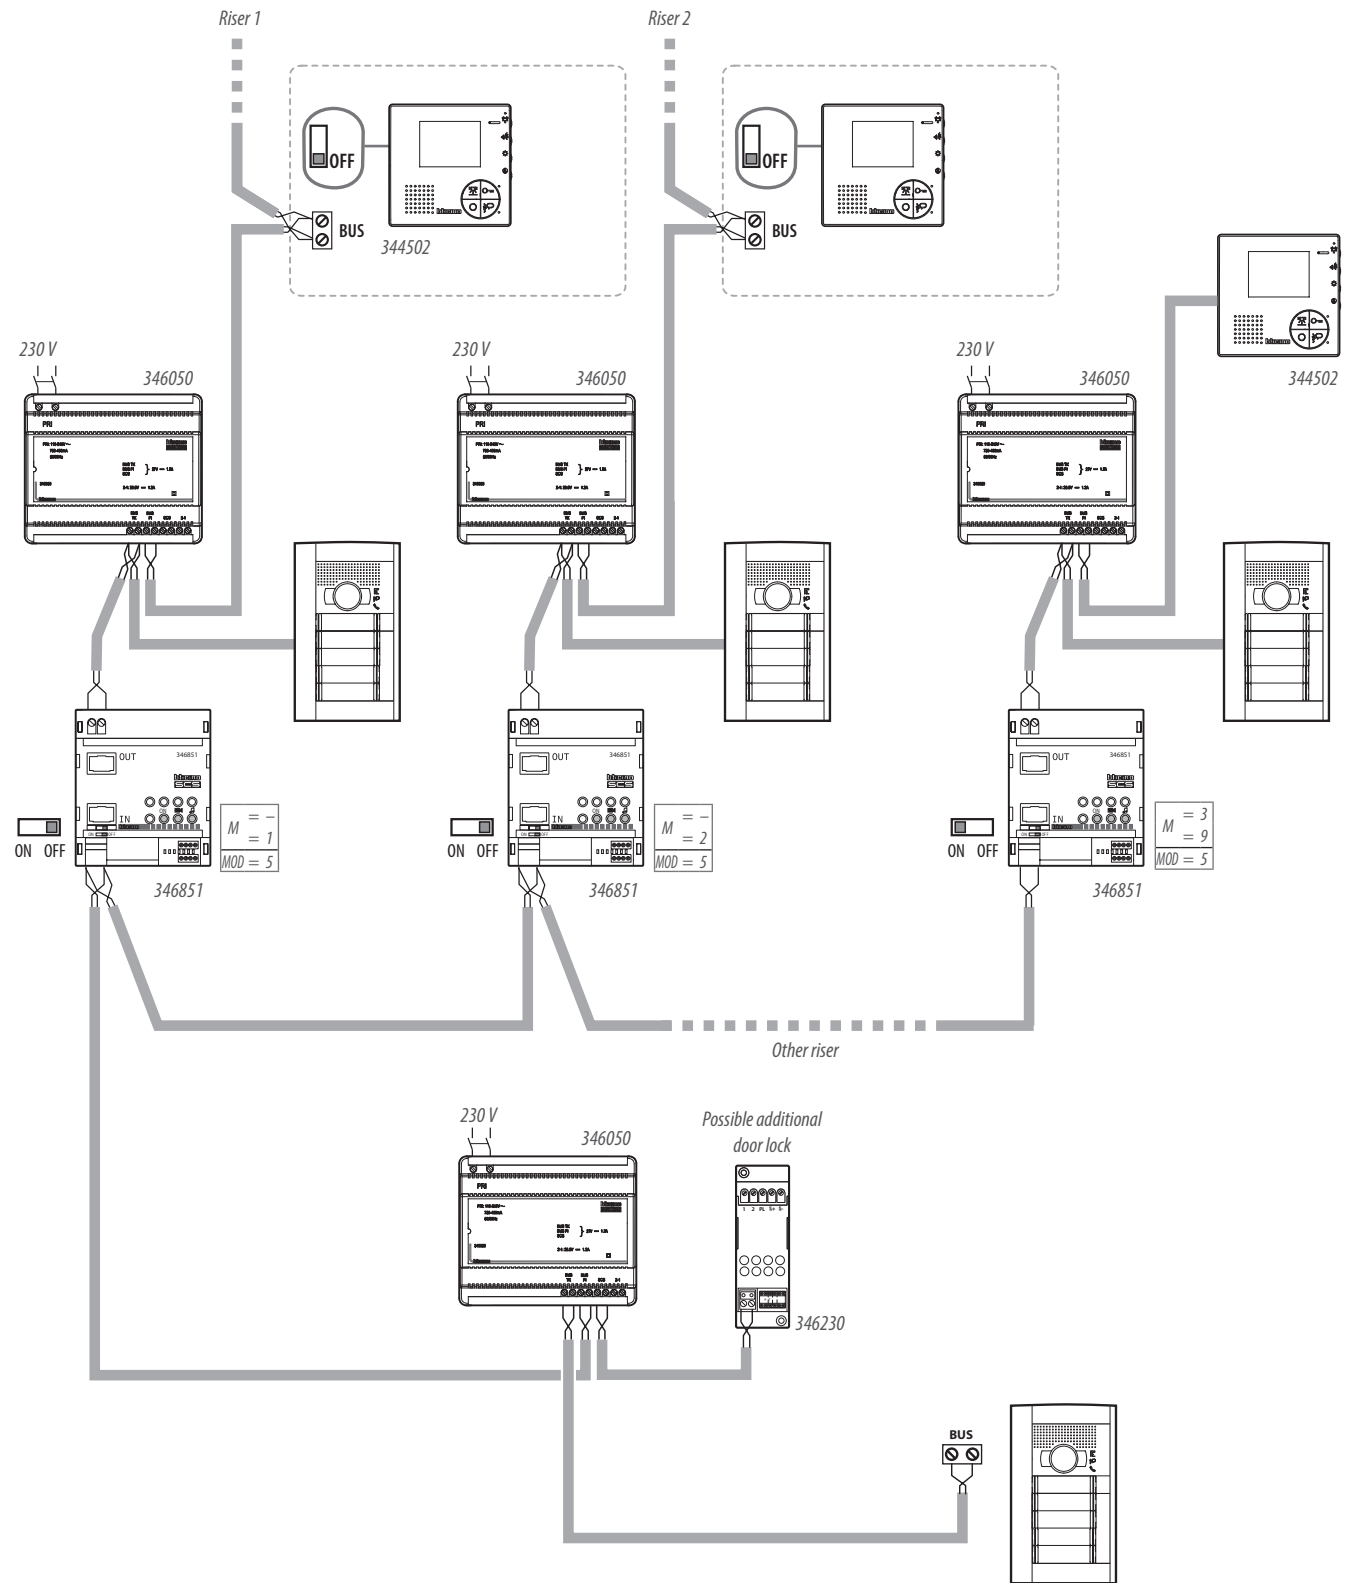 Riser 1
Riser 2
OFF
OFF
BUS
BUS
344502
230 V
346050
230 V
346050
230 V
346050
344502
PRI
PRI
PRI
OUT
346851
OUT
346851
OUT
346851
IN
IN
IN
ON OFF
M = –
= 1
MOD = 5
ON OFF
M = –
= 2
MOD = 5
ON OFF
M = 3
= 9
MOD = 5
346851
346851
346851
Other riser
230 V
346050
Possible additional
door lock
PRI
1 2 PL S+ S-
346230
BUS